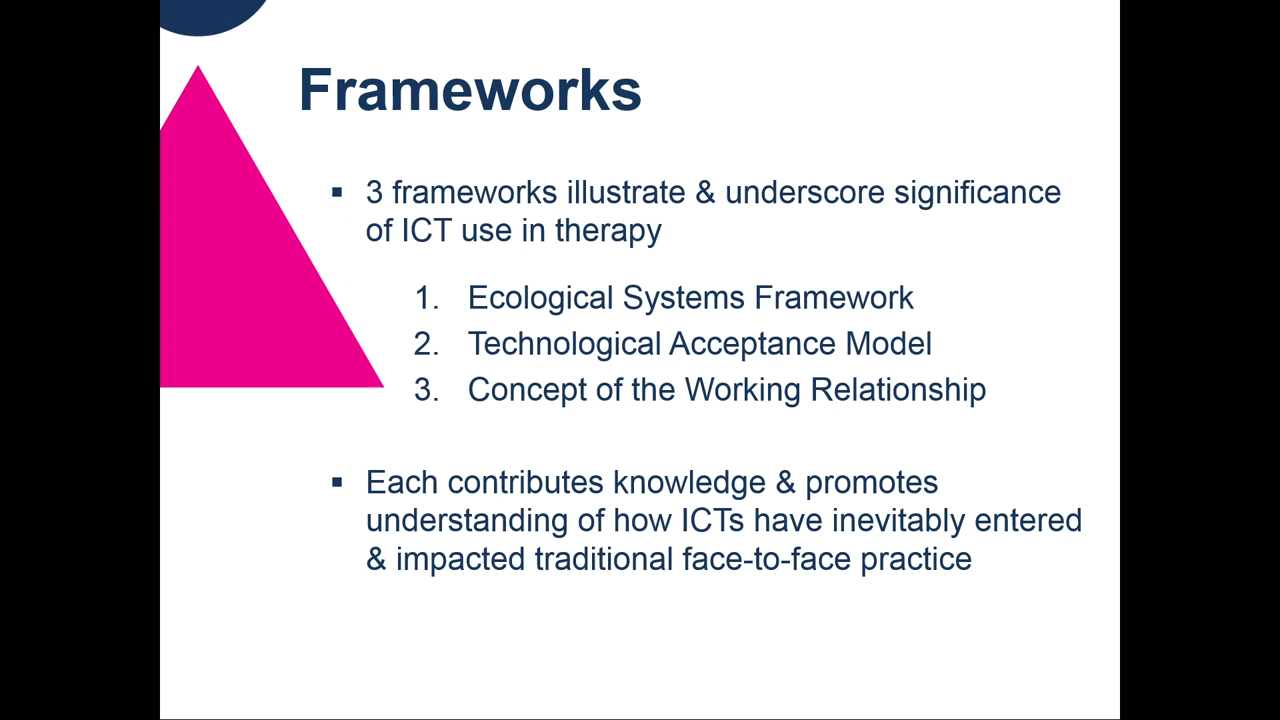 Frameworks
▪ 3 frameworks illustrate & underscore significance
of ICT use in therapy
1. Ecological Systems Framework
2. Technological Acceptance Model
3. Concept of the Working Relationship
▪ Each contributes knowledge & promotes
understanding of how ICTs have inevitably entered
& impacted traditional face-to-face practice